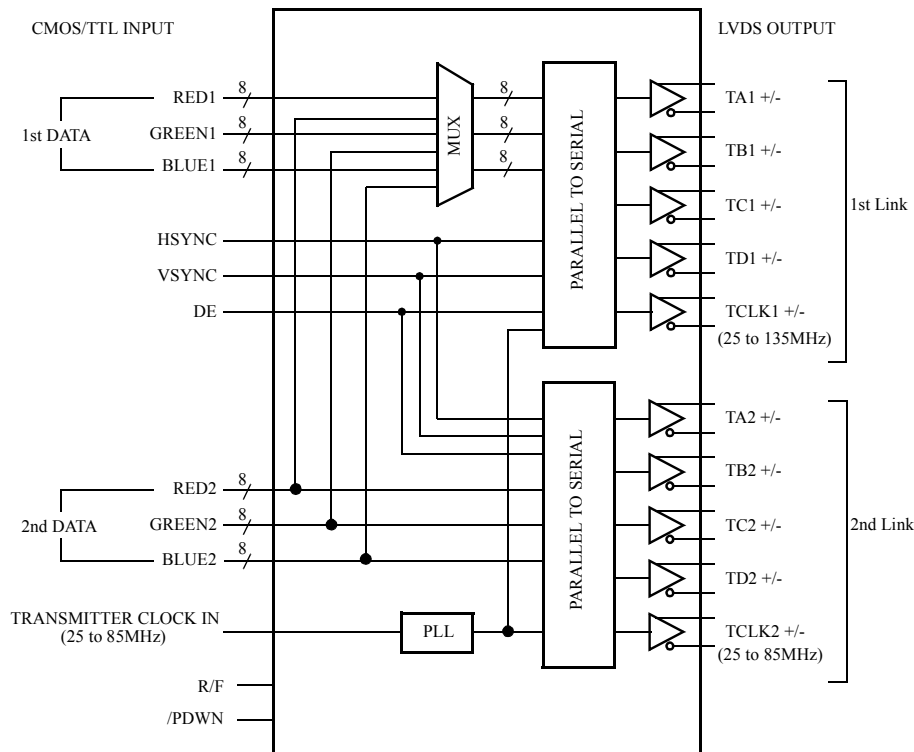 CMOS/TTL INPUT
LVDS OUTPUT
1st DATA
RED1
8
GREEN1
8
BLUE1
8
MUX
8
8
8
PARALLEL TO SERIAL
TA1 +/-
TB1 +/-
TC1 +/-
TD1 +/-
TCLK1 +/-
(25 to 135MHz)
1st Link
HSYNC
VSYNC
DE
2nd DATA
RED2
8
GREEN2
8
BLUE2
8
PARALLEL TO SERIAL
TA2 +/-
TB2 +/-
TC2 +/-
TD2 +/-
TCLK2 +/-
(25 to 85MHz)
2nd Link
TRANSMITTER CLOCK IN
(25 to 85MHz)
PLL
R/F
/PDWN